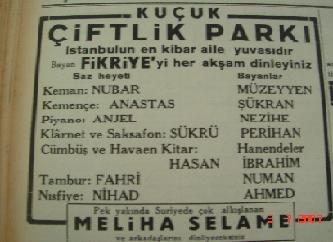 KUÇUK
ÇİFTLİK PARKI
Istanbulun en kibar aile yuvasıdır
Bayan FİKRİYE'yi her akşam dinleyiniz
Saz heyeti Bayanlar
Keman: NUBAR MÜZEYYEN
Kemençe: ANASTAS ŞÜKRAN
Piyano: ANJEL NEZİHE
Klârnet ve Saksafon: ŞÜKRÜ PERİHAN
Cümbüş ve Havaen Kitar: Hanendeler
HASAN İBRAHİM
Tambur: FAHRİ NUMAN
Nısfiye: NİHAD AHMED
Pek yakında Suriyede çok alkışlanan
MELİHA SELAME
ve arkadaşlarını dinliyeceksiniz